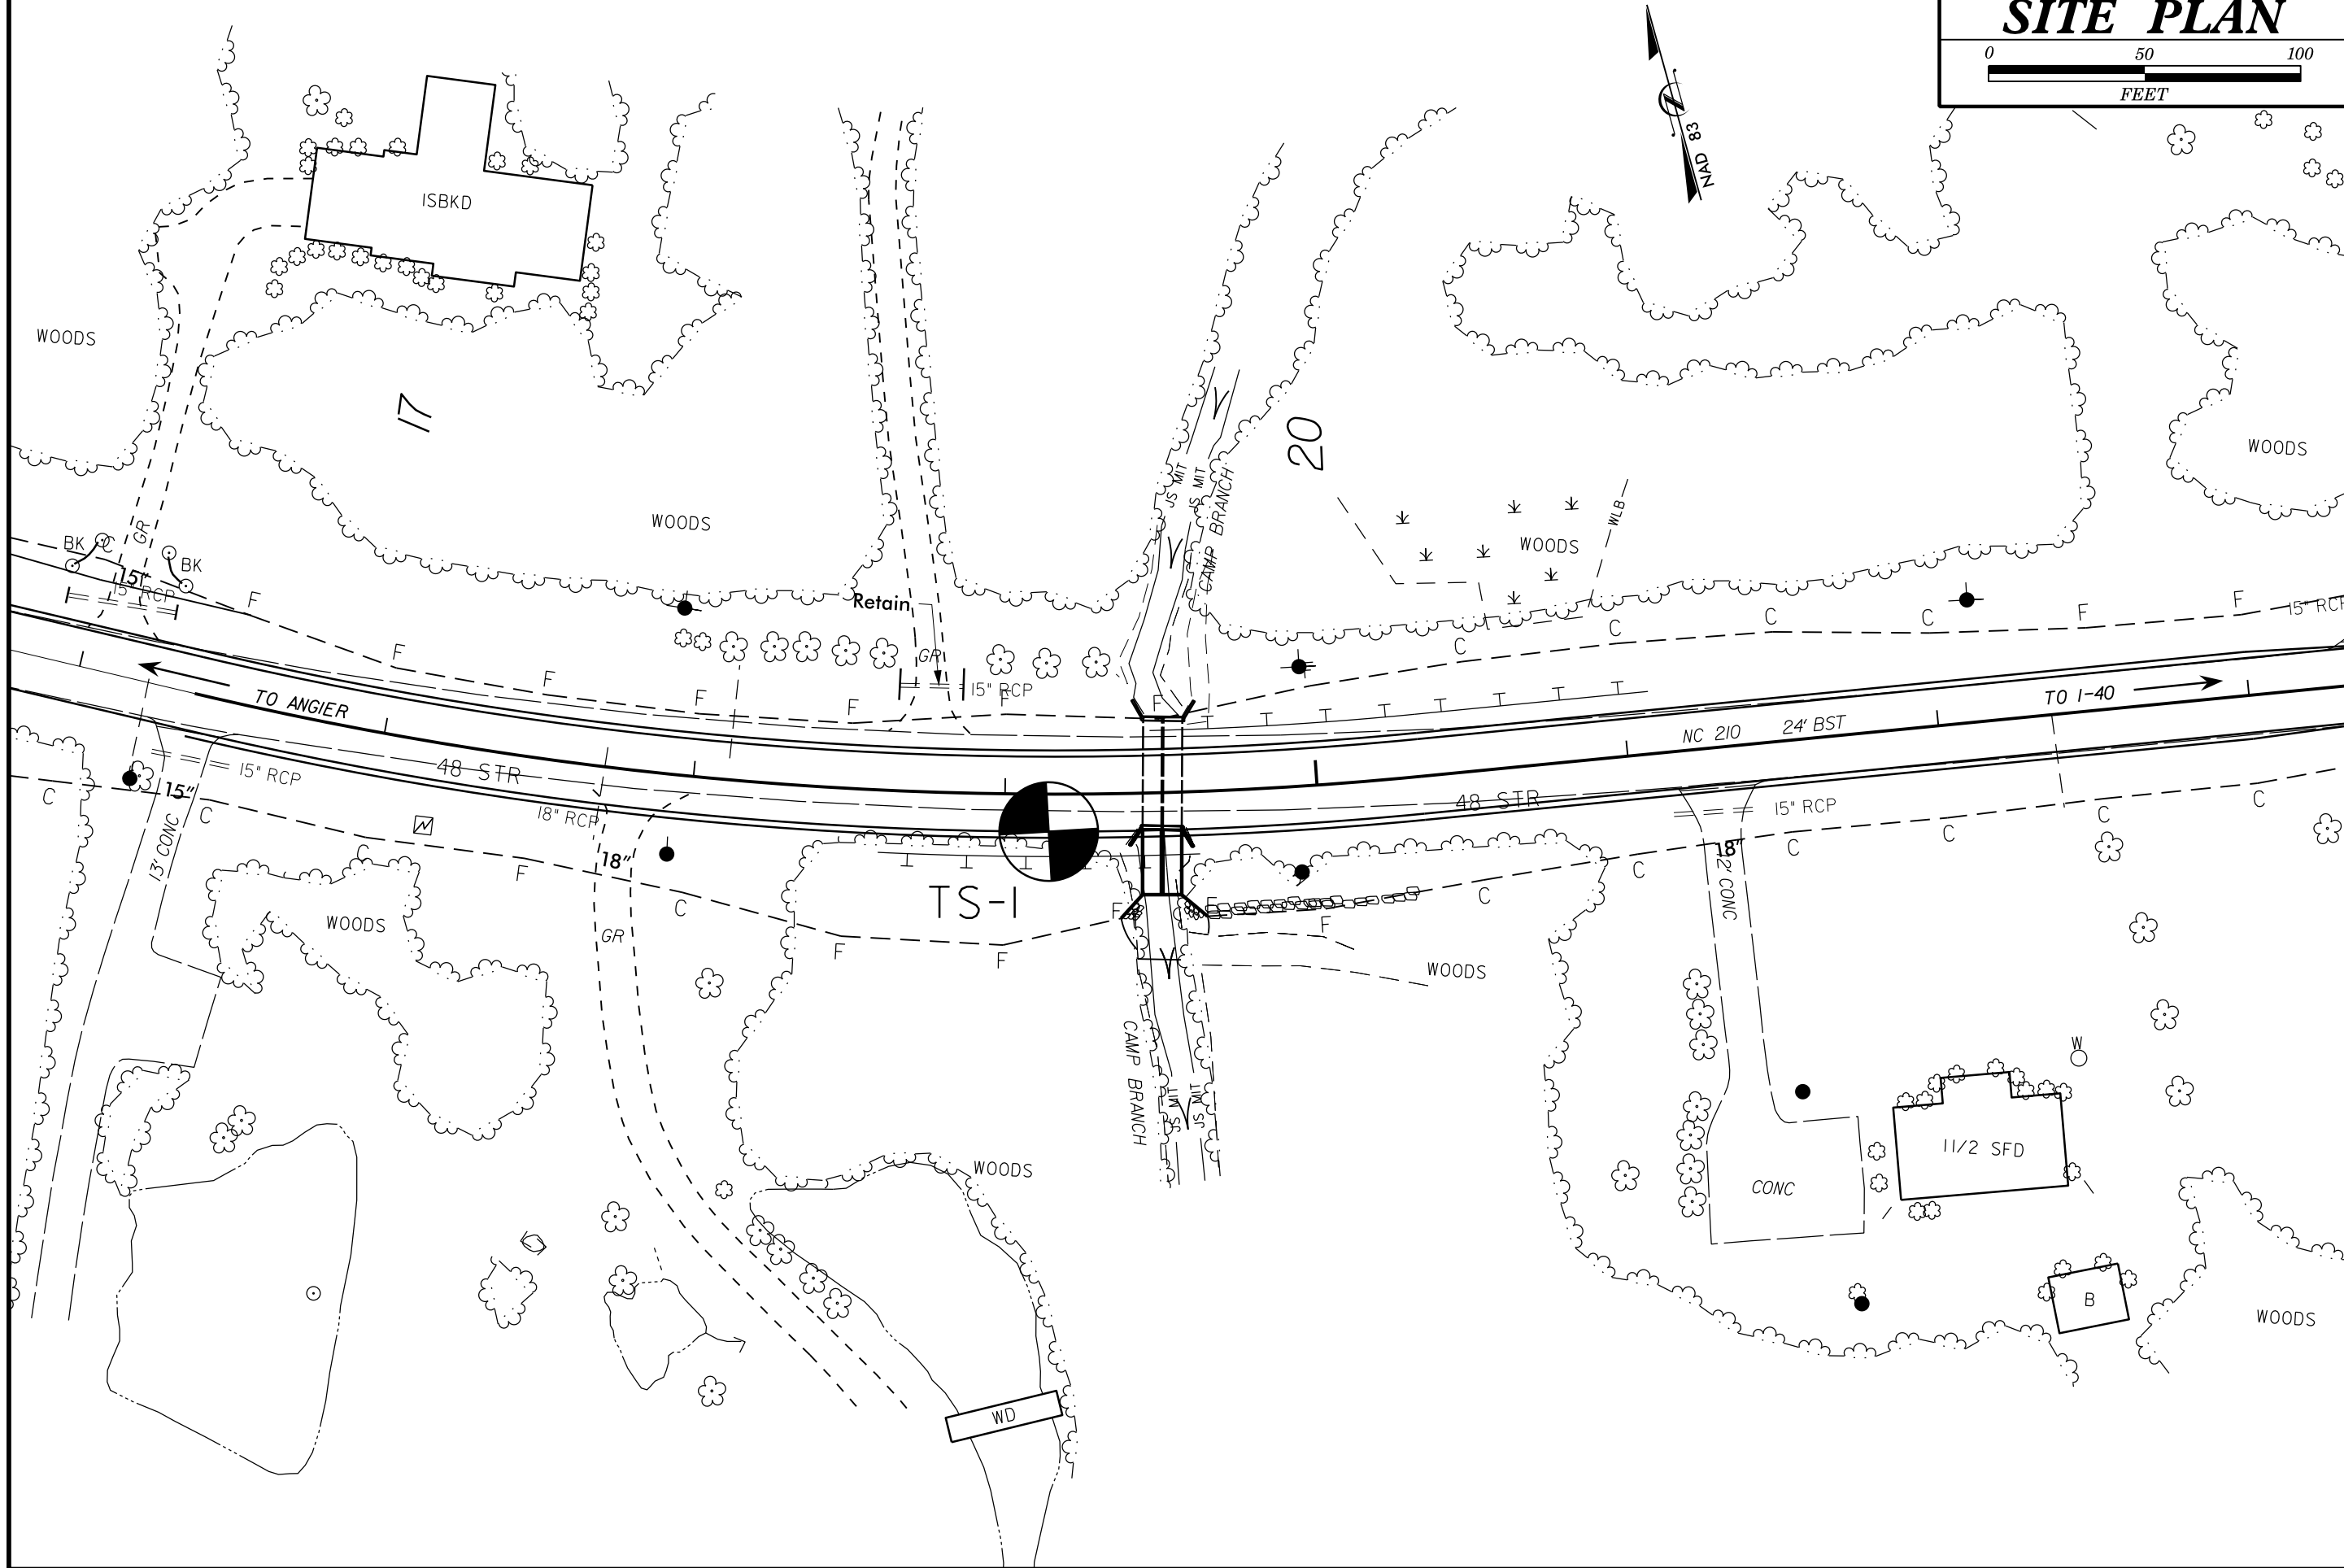 SITE PLAN
0 50 100
FEET
NAD 83
1SBKD
WOODS
17
20
WOODS
WOODS
WOODS
JS MIT
JS MIT
CAMP BRANCH
WLB
BK
C
GR
BK
15"
15" RCP
F
Retain
GR
15" RCP
F
F
F
F
F
F
F
C
C
C
C
F
F
15" RCP
TO ANGIER
TO I-40
NC 210
24' BST
48 STR
48 STR
15" RCP
15"
C
C
13' CONC
18" RCP
18"
C
F
C
GR
WOODS
TS-1
F
F
F
F
F
C
C
C
C
C
C
15" RCP
18"
12' CONC
WOODS
CAMP BRANCH
JS MIT
JS MIT
WOODS
W
1 1/2 SFD
CONC
B
WOODS
WD